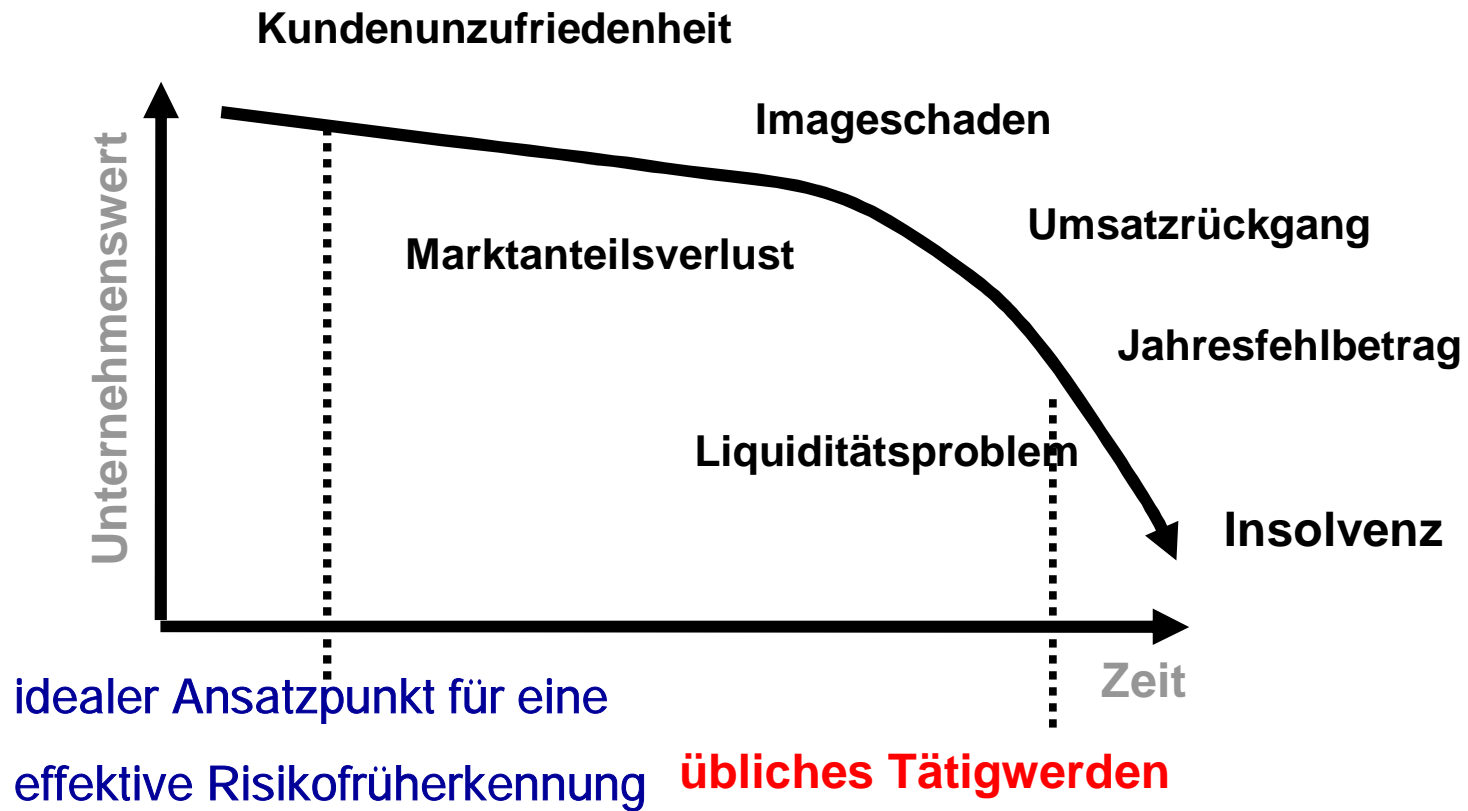 Kundenunzufriedenheit
Imageschaden
Unternehmenswert
Umsatzrückgang
Marktanteilsverlust
Jahresfehlbetrag
Liquiditätsproblem
Insolvenz
Zeit
idealer Ansatzpunkt für eine
effektive Risikofrüherkennung
übliches Tätigwerden